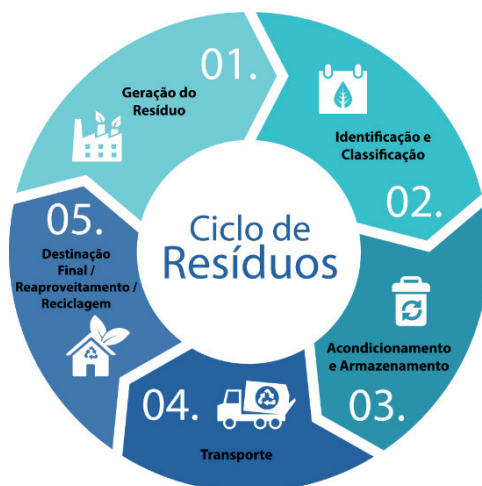 Ciclo de
Resíduos
01.
Geração do
Resíduo
Identificação e
Classificação
02.
Acondicionamento
e Armazenamento
03.
04.
Transporte
05.
Destinação
Final /
Reaproveitamento /
Reciclagem